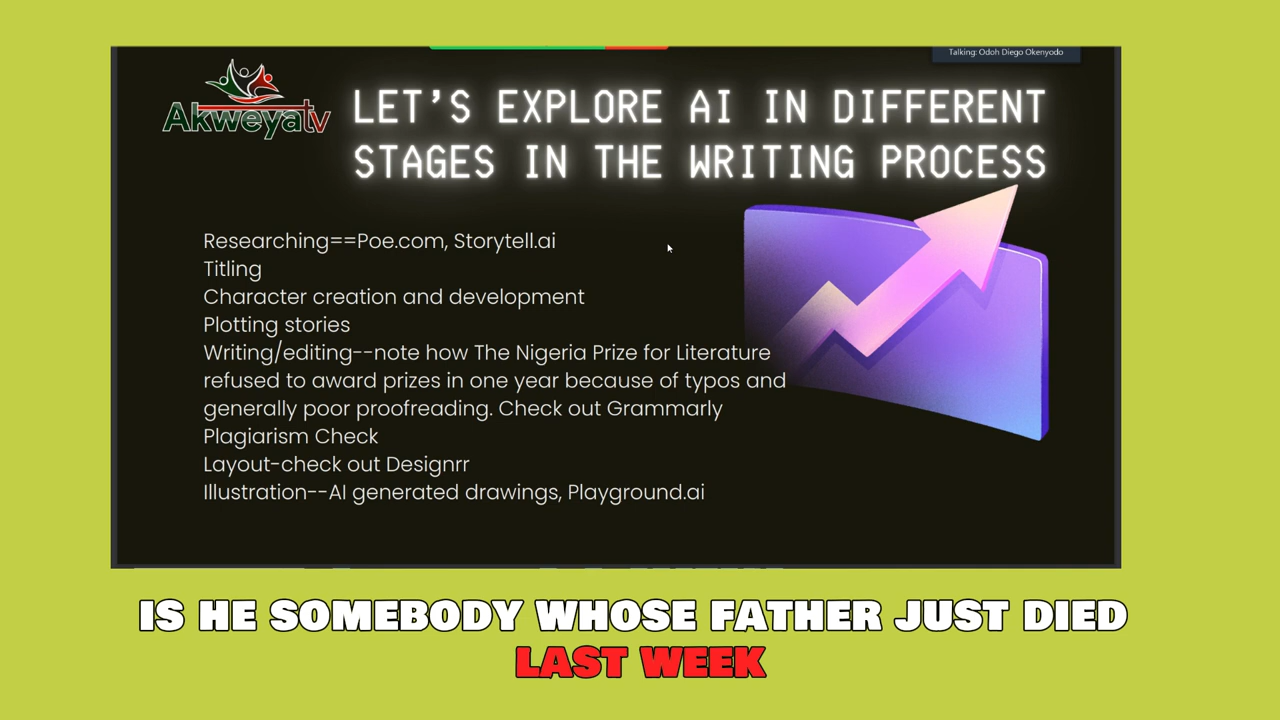 Talking: Odoh Diego Okenyodo
Akweyatv
LET'S EXPLORE AI IN DIFFERENT
STAGES IN THE WRITING PROCESS
Researching==Poe.com, Storytell.ai
Titling
Character creation and development
Plotting stories
Writing/editing--note how The Nigeria Prize for Literature
refused to award prizes in one year because of typos and
generally poor proofreading. Check out Grammarly
Plagiarism Check
Layout-check out Designrr
Illustration--AI generated drawings, Playground.ai
IS HE SOMEBODY WHOSE FATHER JUST DIED
LAST WEEK